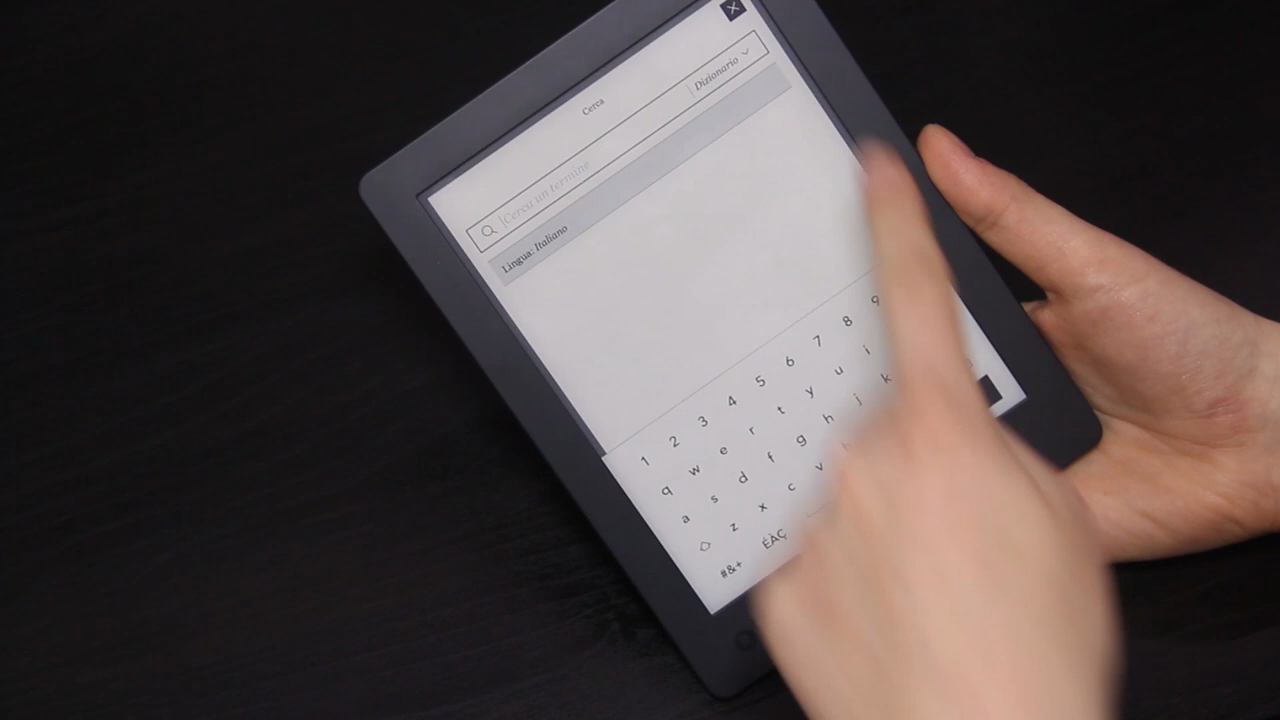 Cerca
Cerca un termine
Dizionario
Lingua: Italiano
1 2 3 4 5 6 7 8 9
q w e r t y u i
a s d f g h j k
z x c v
#&+ ÉÀÇ